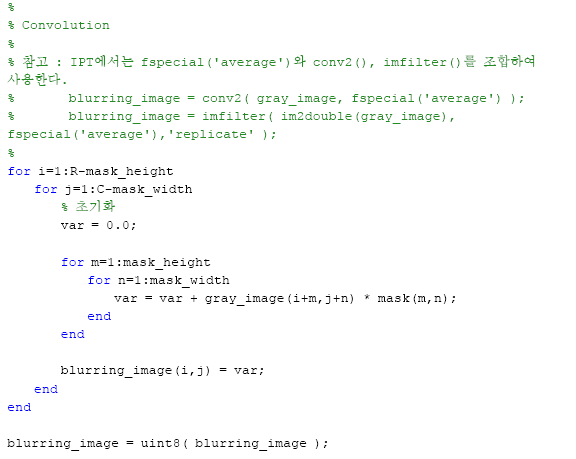 %
% Convolution
%
% 참고 : IPT에서는 fspecial('average')와 conv2(), imfilter()를 조합하여
사용한다.
%       blurring_image = conv2( gray_image, fspecial('average') );
%       blurring_image = imfilter( im2double(gray_image),
fspecial('average'),'replicate' );
%
for i=1:R-mask_height
    for j=1:C-mask_width
        % 초기화
        var = 0.0;

        for m=1:mask_height
            for n=1:mask_width
                var = var + gray_image(i+m,j+n) * mask(m,n);
            end
        end

        blurring_image(i,j) = var;
    end
end

blurring_image = uint8( blurring_image );